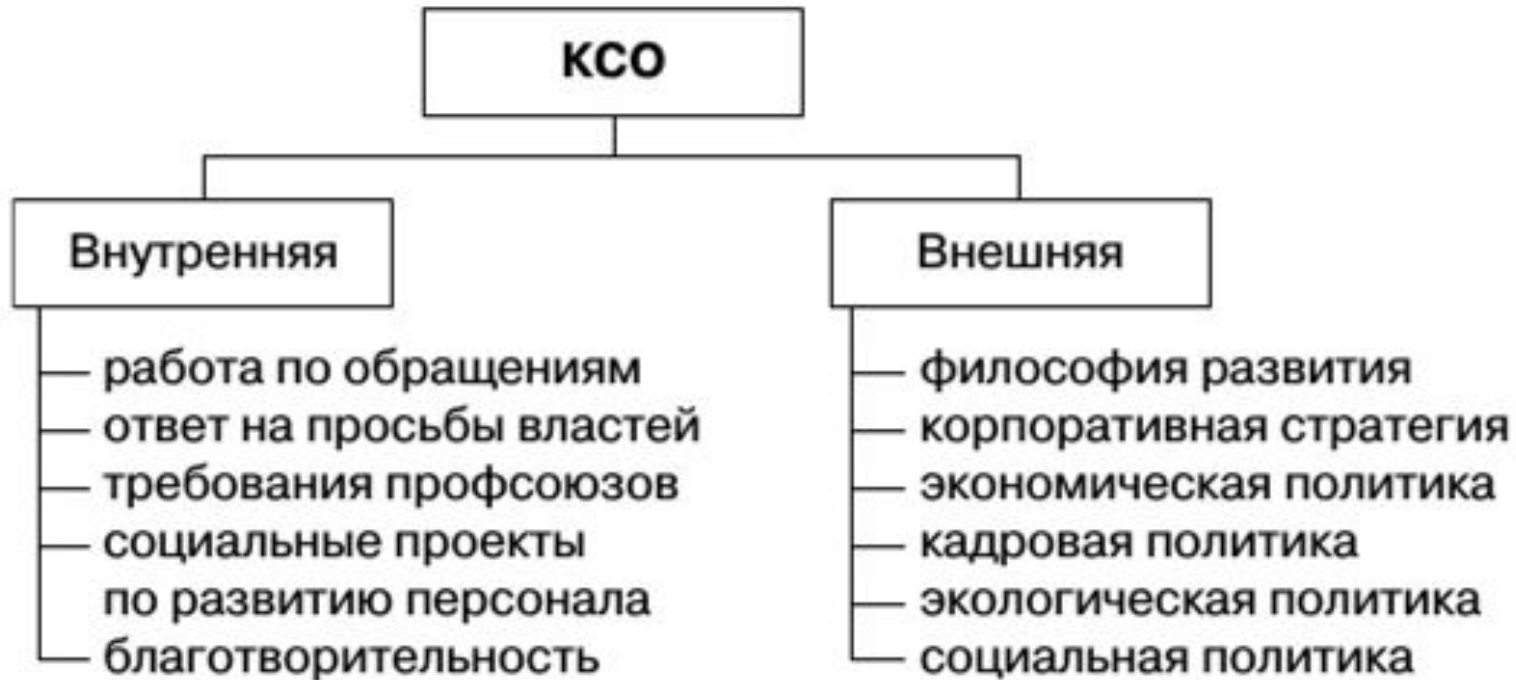 КСО
Внутренняя
работа по обращениям
ответ на просьбы властей
требования профсоюзов
социальные проекты
по развитию персонала
благотворительность
Внешняя
философия развития
корпоративная стратегия
экономическая политика
кадровая политика
экологическая политика
социальная политика